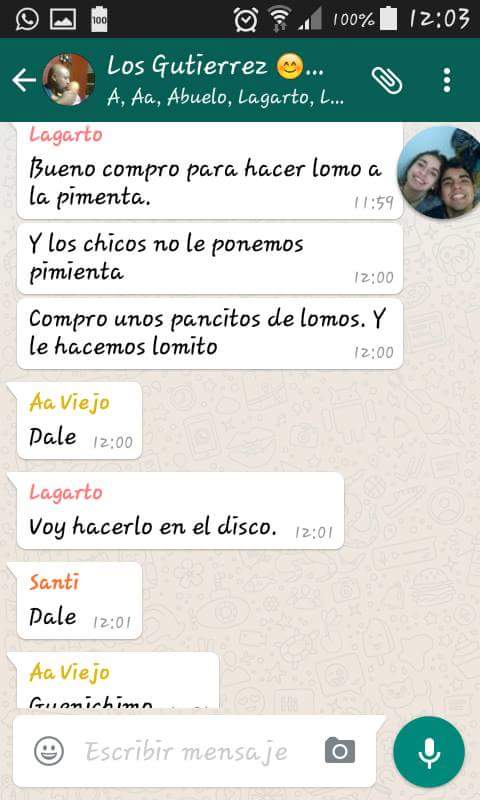 100
100% 12:03
Los Gutierrez 😊...
A, Aa, Abuelo, Lagarto, L...
Lagarto
Bueno compro para hacer lomo a
la pimenta.
11:59
Y los chicos no le ponemos
pimienta
12:00
Compro unos pancitos de lomos. Y
le hacemos lomito
12:00
Aa Viejo
Dale 12:00
Lagarto
Voy hacerlo en el disco. 12:01
Santi
Dale 12:01
Aa Viejo
Escribir mensaje